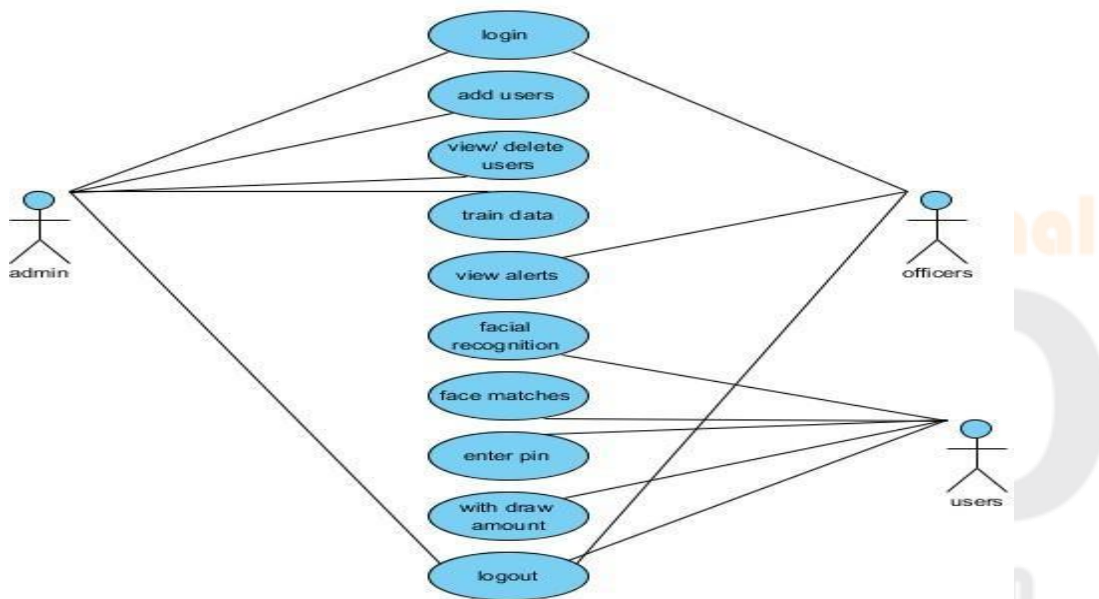 login
add users
view/ delete
users
train data
admin
officers
view alerts
facial
recognition
face matches
enter pin
users
with draw
amount
logout
nal